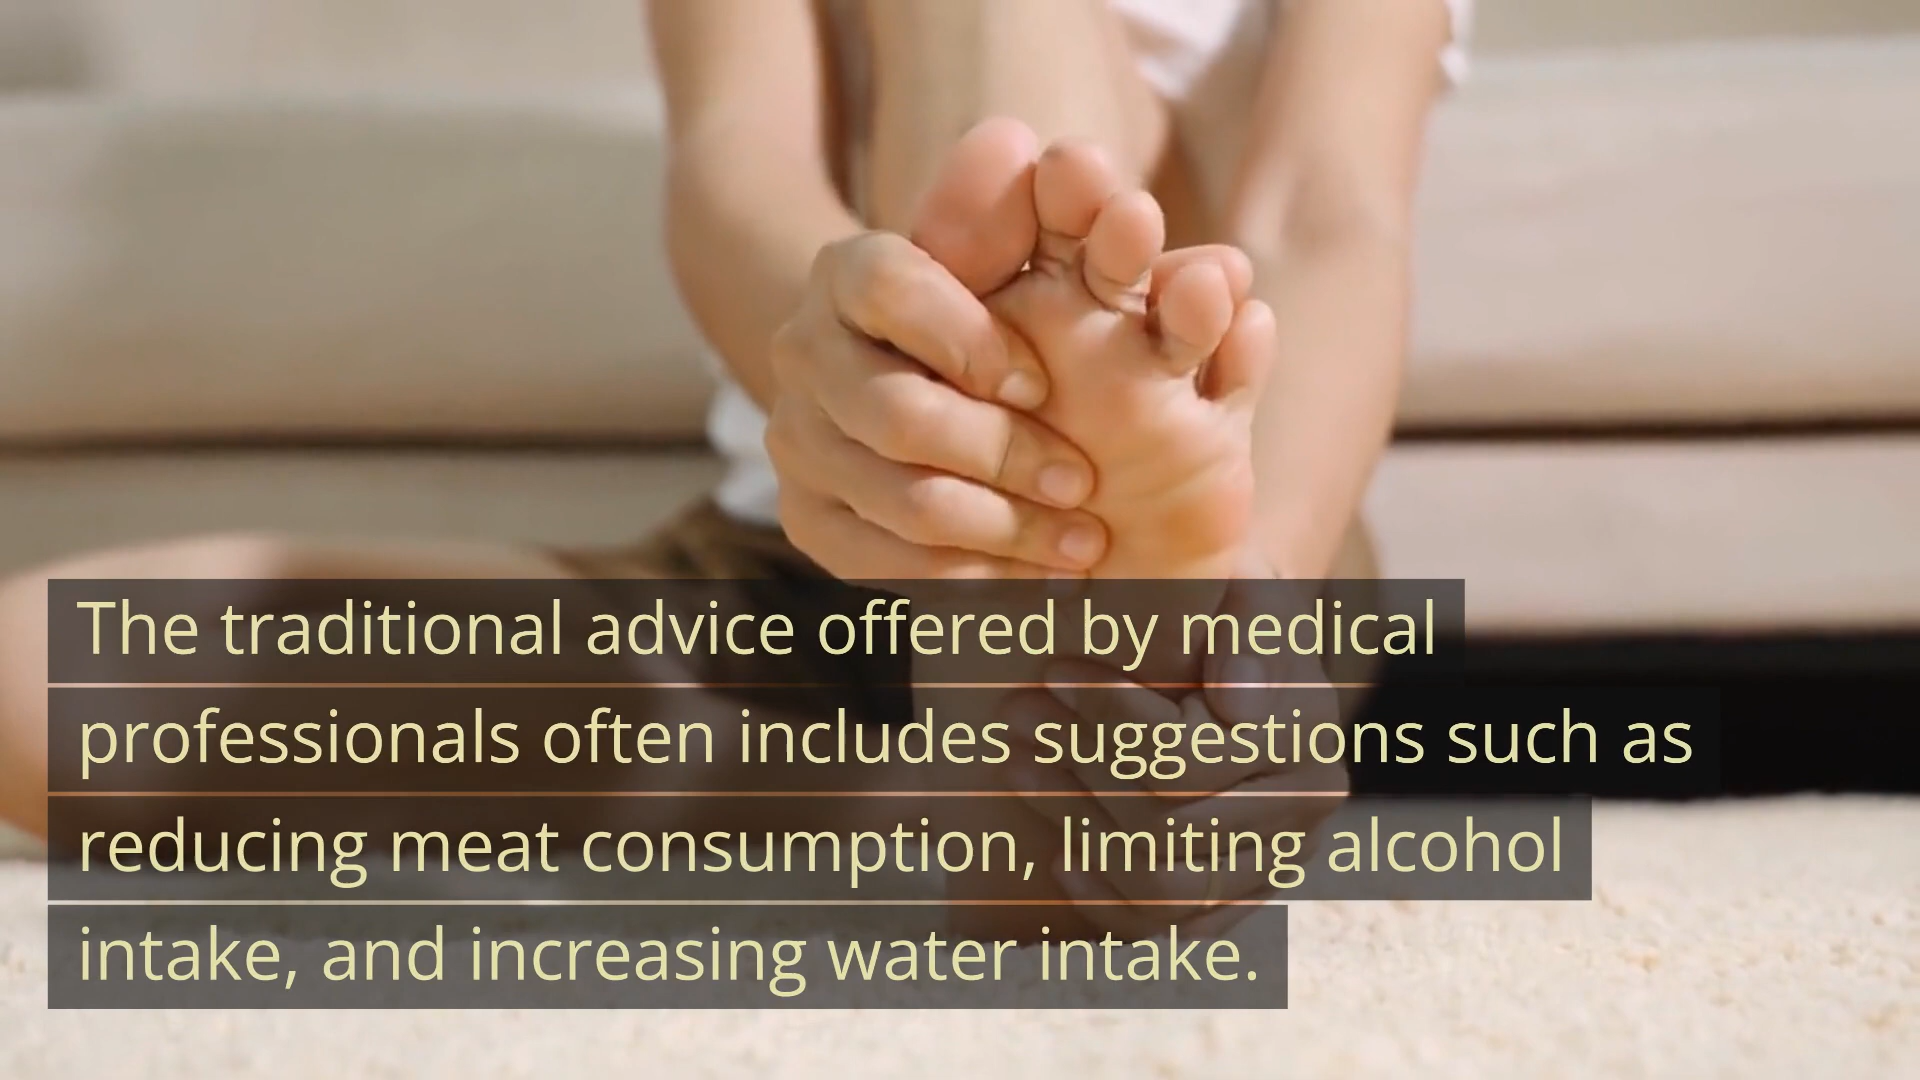 The traditional advice offered by medical
professionals often includes suggestions such as
reducing meat consumption, limiting alcohol
intake, and increasing water intake.